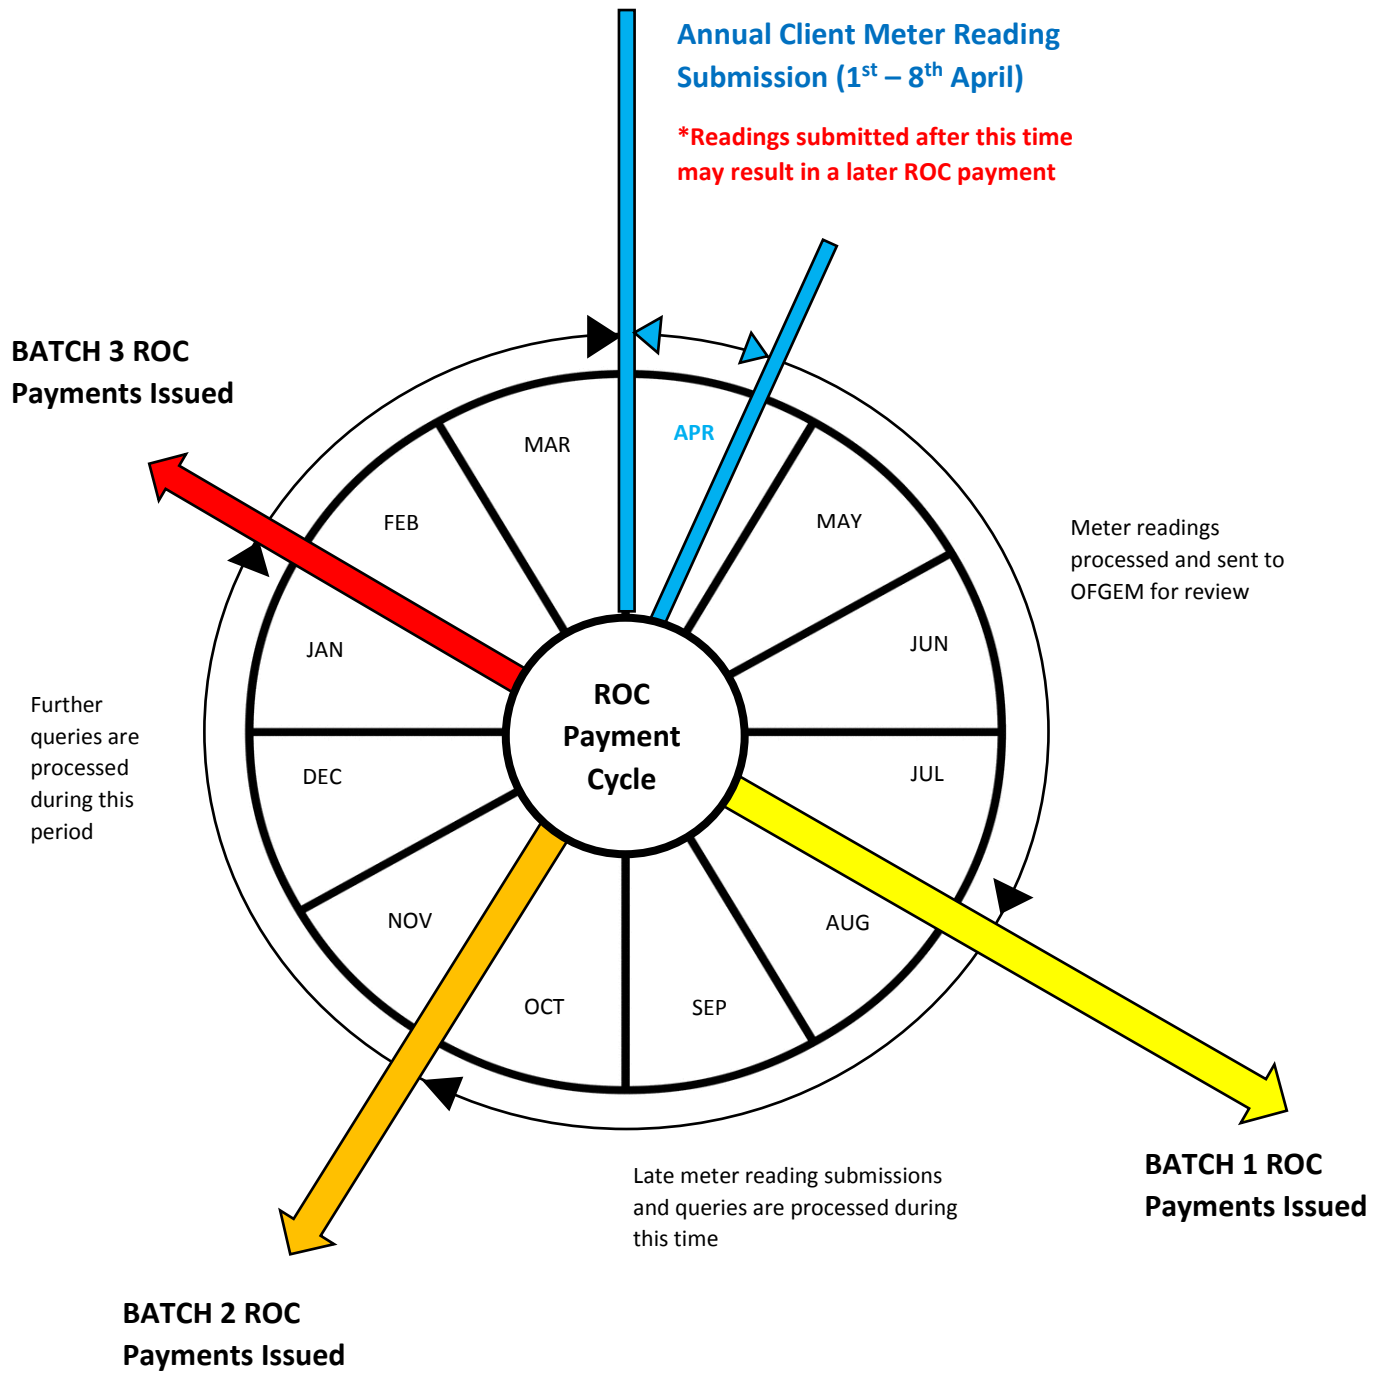 Annual Client Meter Reading
Submission (1st – 8th April)
*Readings submitted after this time
may result in a later ROC payment
BATCH 3 ROC
Payments Issued
MAR
APR
FEB
MAY
Meter readings
processed and sent to
OFGEM for review
JAN
JUN
ROC
Payment
Cycle
Further
queries are
processed
during this
period
DEC
JUL
NOV
AUG
OCT
SEP
Late meter reading submissions
and queries are processed during
this time
BATCH 1 ROC
Payments Issued
BATCH 2 ROC
Payments Issued